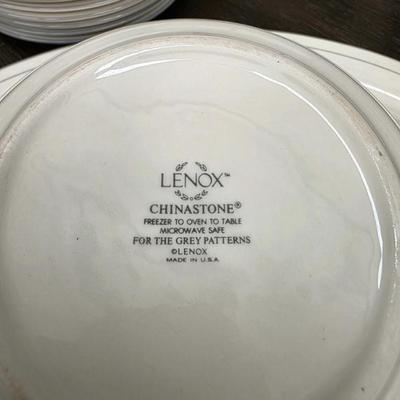 LENOX™
CHINASTONE®
FREEZER TO OVEN TO TABLE
MICROWAVE SAFE
FOR THE GREY PATTERNS
©LENOX
MADE IN U.S.A.